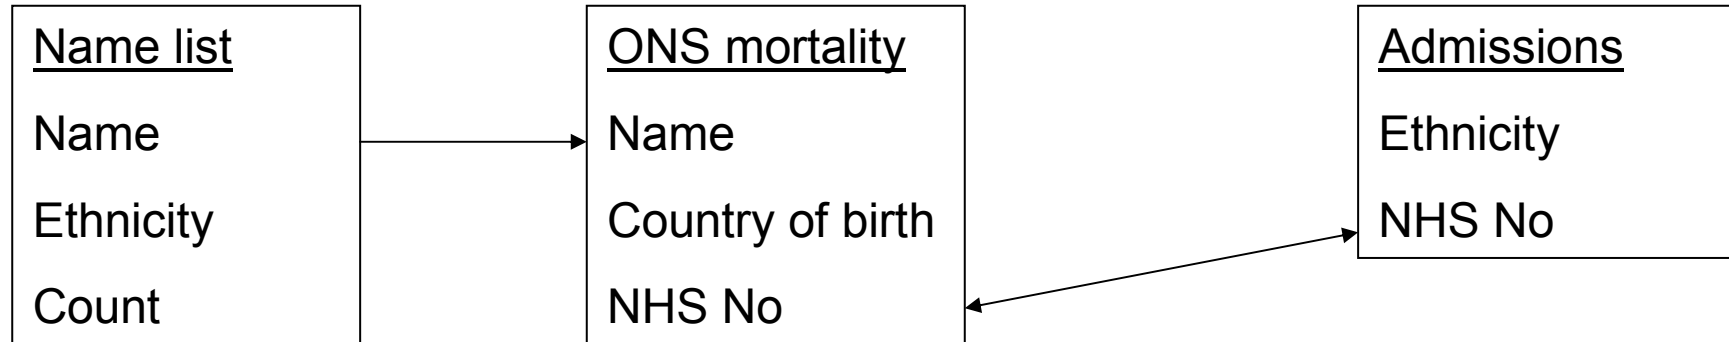 Name list
Name
Ethnicity
Count
ONS mortality
Name
Country of birth
NHS No
Admissions
Ethnicity
NHS No